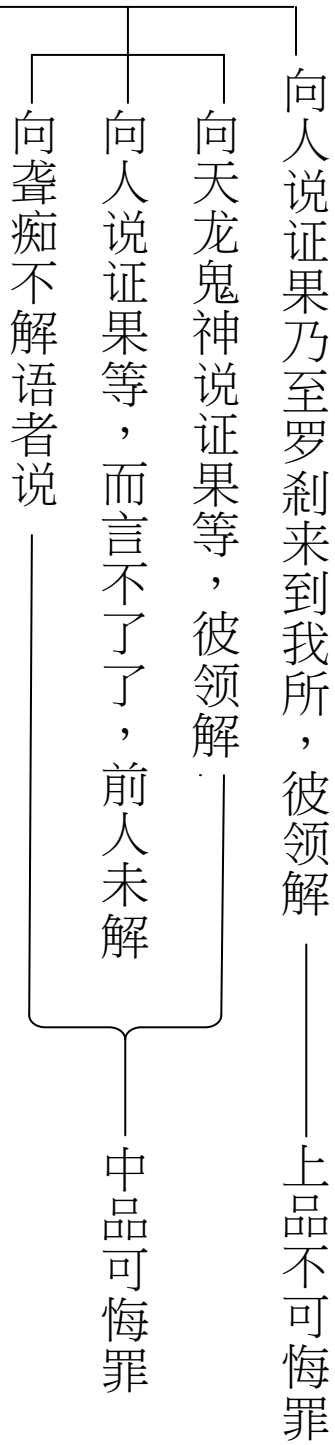 向人说证果乃至罗刹来到我所，彼领解
上品不可悔罪
向天龙鬼神说证果等，彼领解
向人说证果等，而言不了了，前人未解
向聋痴不解语者说
中品可悔罪